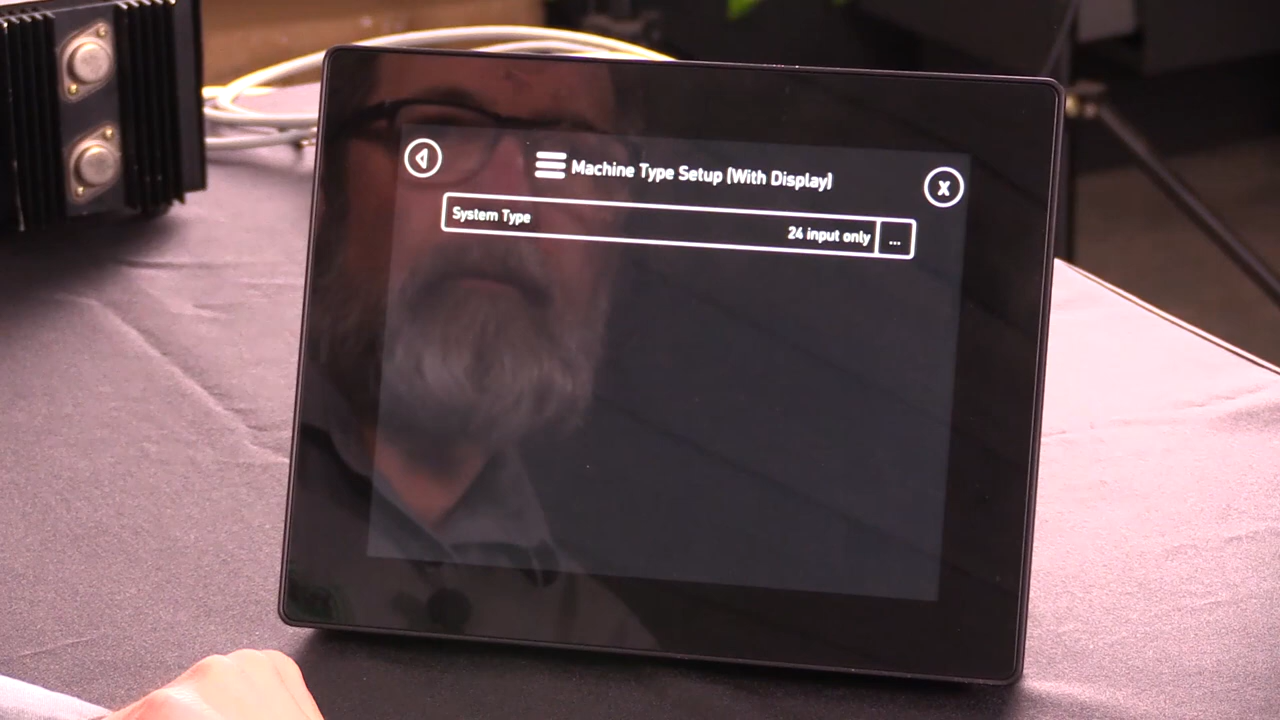 Machine Type Setup (With Display)
X
System Type 24 input only ...